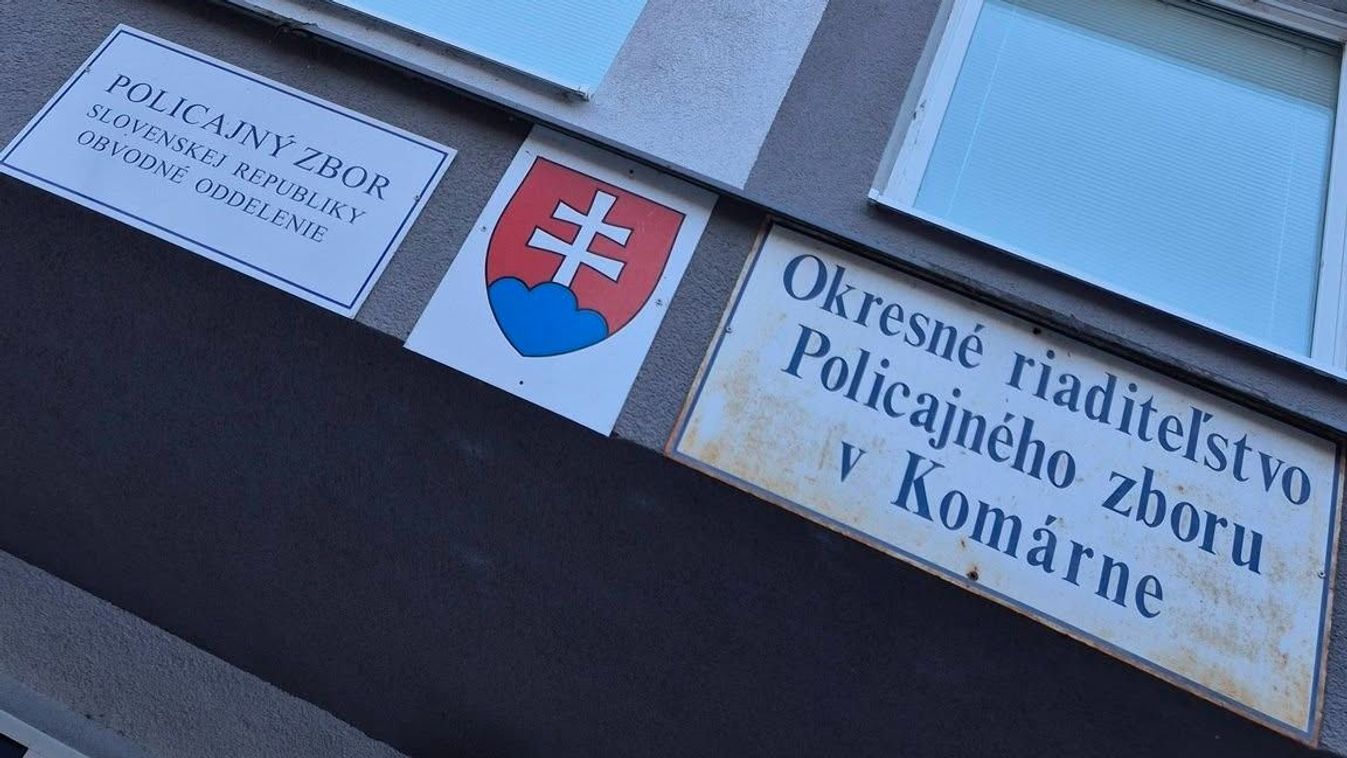 POLICAJNÝ ZBOR
SLOVENSKEJ REPUBLIKY
OBVODNÉ ODDELENIE
Okresné riaditeľstvo
Policajného zboru
v Komárne